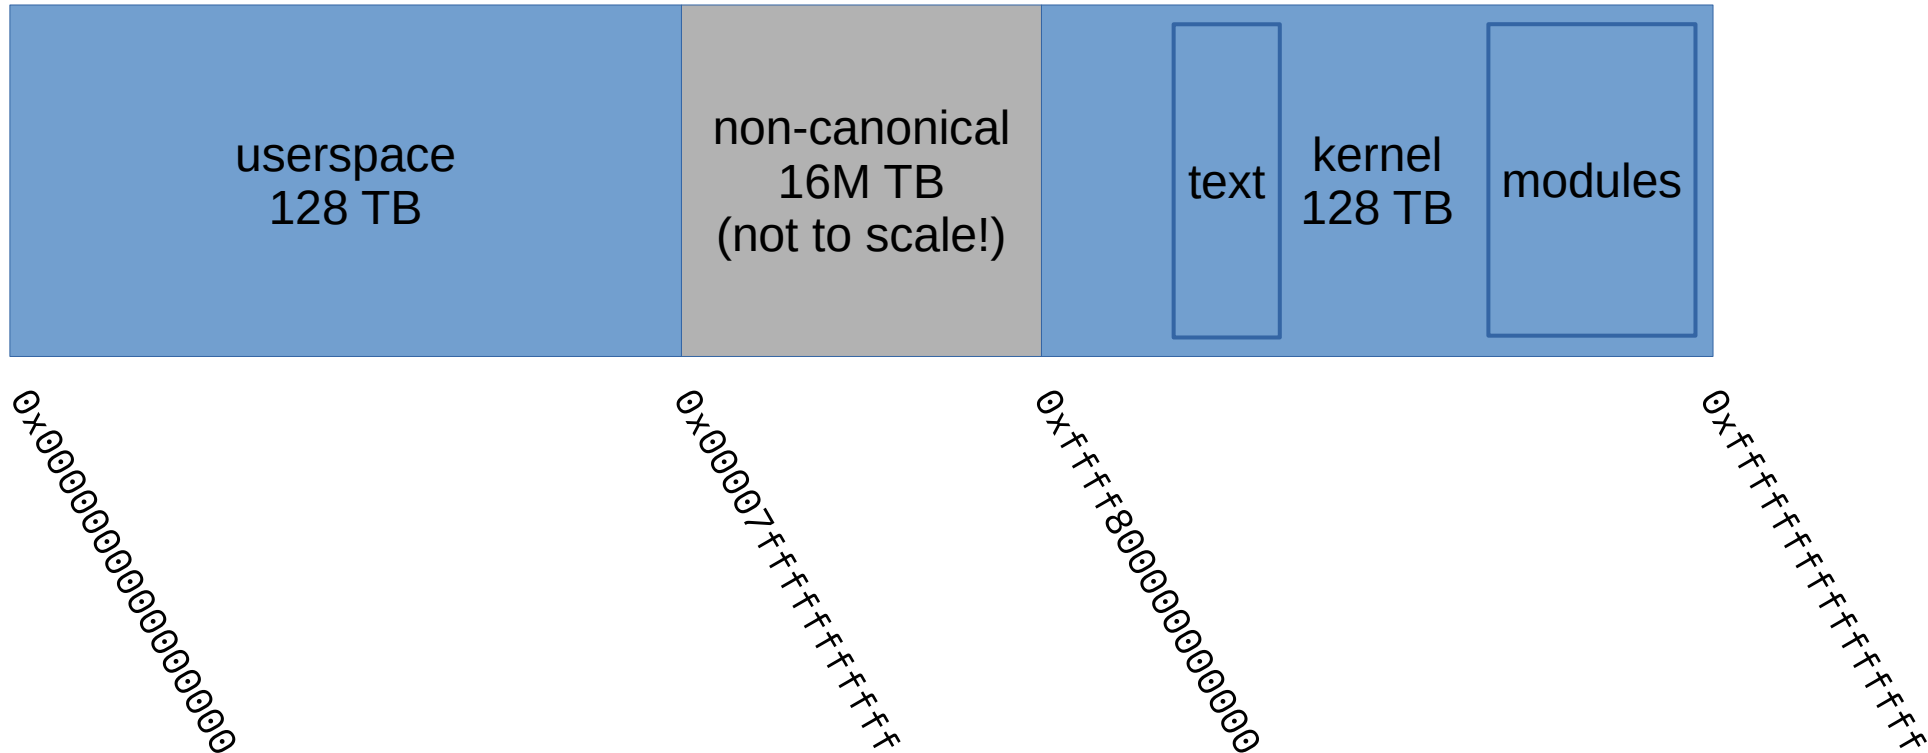 userspace
128 TB
non-canonical
16M TB
(not to scale!)
text
kernel
128 TB
modules
0x0000000000000000
0x00007fffffffffff
0xffff800000000000
0xffffffffffffffff